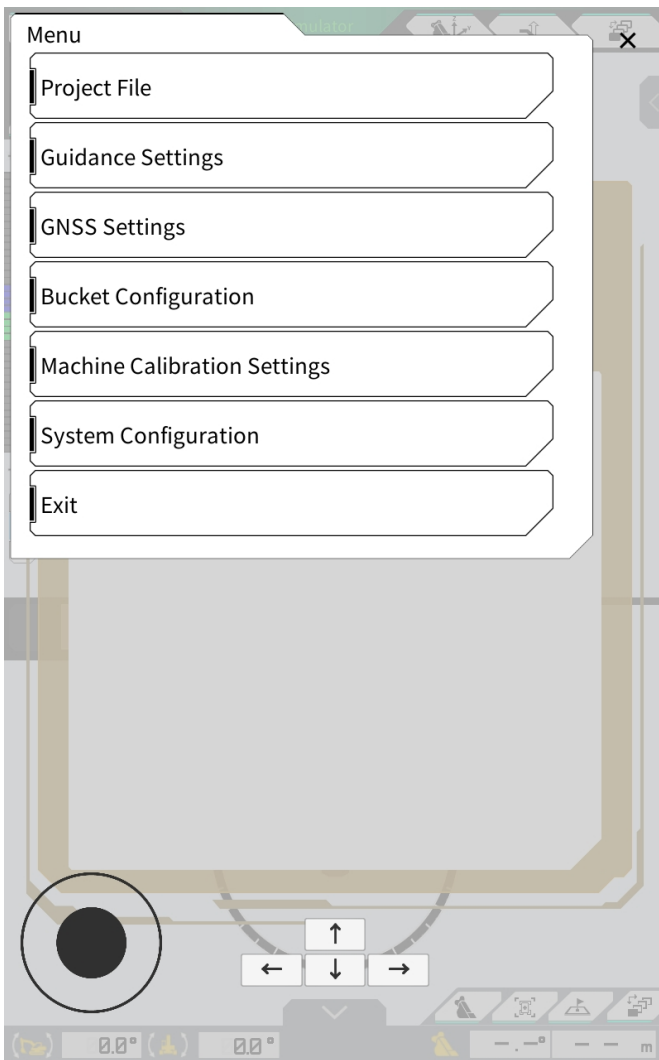 Menu
Project File
Guidance Settings
GNSS Settings
Bucket Configuration
Machine Calibration Settings
System Configuration
Exit
0.0°
0.0°
m